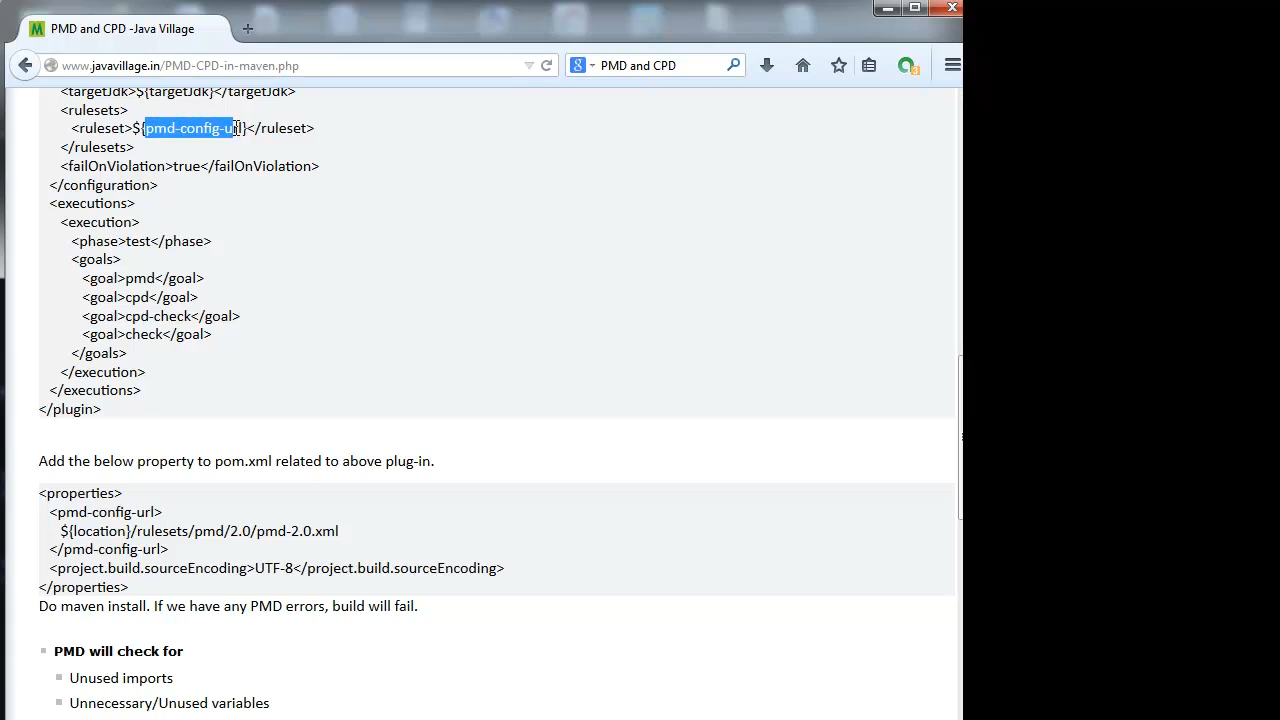 PMD and CPD -Java Village
www.javavillage.in/PMD-CPD-in-maven.php
PMD and CPD
<targetJdk>${targetJdk}</targetJdk>
<rulesets>
<ruleset>${pmd-config-url}</ruleset>
</rulesets>
<failOnViolation>true</failOnViolation>
</configuration>
<executions>
<execution>
<phase>test</phase>
<goals>
<goal>pmd</goal>
<goal>cpd</goal>
<goal>cpd-check</goal>
<goal>check</goal>
</goals>
</execution>
</executions>
</plugin>
Add the below property to pom.xml related to above plug-in.
<properties>
<pmd-config-url>
${location}/rulesets/pmd/2.0/pmd-2.0.xml
</pmd-config-url>
<project.build.sourceEncoding>UTF-8</project.build.sourceEncoding>
</properties>
Do maven install. If we have any PMD errors, build will fail.
PMD will check for
Unused imports
Unnecessary/Unused variables